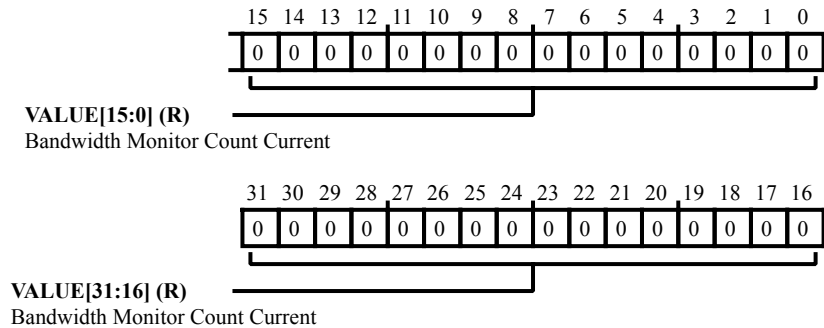 15 14 13 12 11 10 9 8 7 6 5 4 3 2 1 0
0 0 0 0 0 0 0 0 0 0 0 0 0 0 0 0
VALUE[15:0] (R)
Bandwidth Monitor Count Current
31 30 29 28 27 26 25 24 23 22 21 20 19 18 17 16
0 0 0 0 0 0 0 0 0 0 0 0 0 0 0 0
VALUE[31:16] (R)
Bandwidth Monitor Count Current